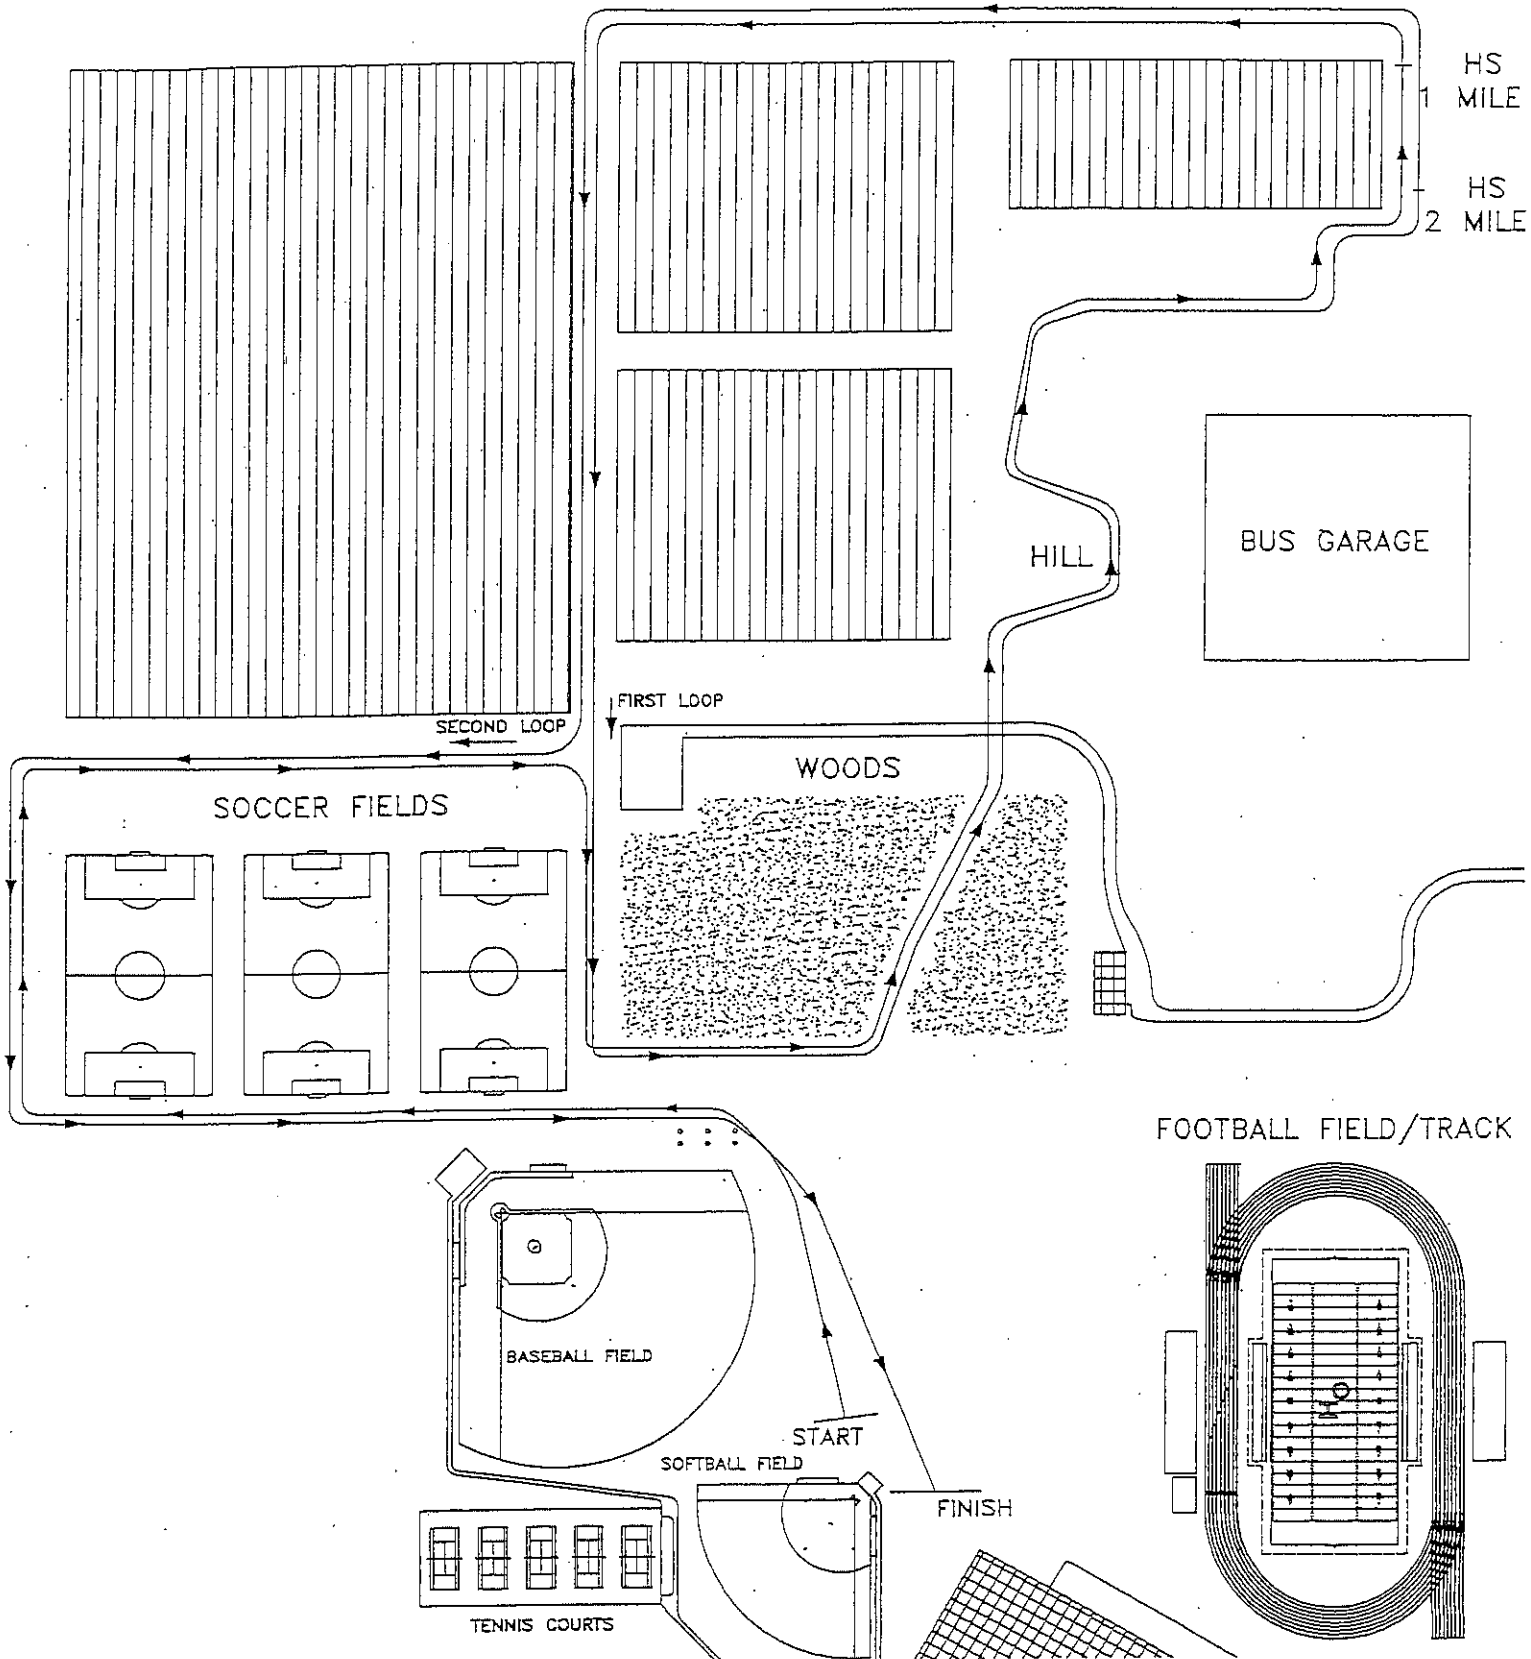 HS
1 MILE
HS
2 MILE
BUS GARAGE
HILL
FIRST LOOP
SECOND LOOP
WOODS
SOCCER FIELDS
FOOTBALL FIELD/TRACK
BASEBALL FIELD
START
SOFTBALL FIELD
FINISH
TENNIS COURTS